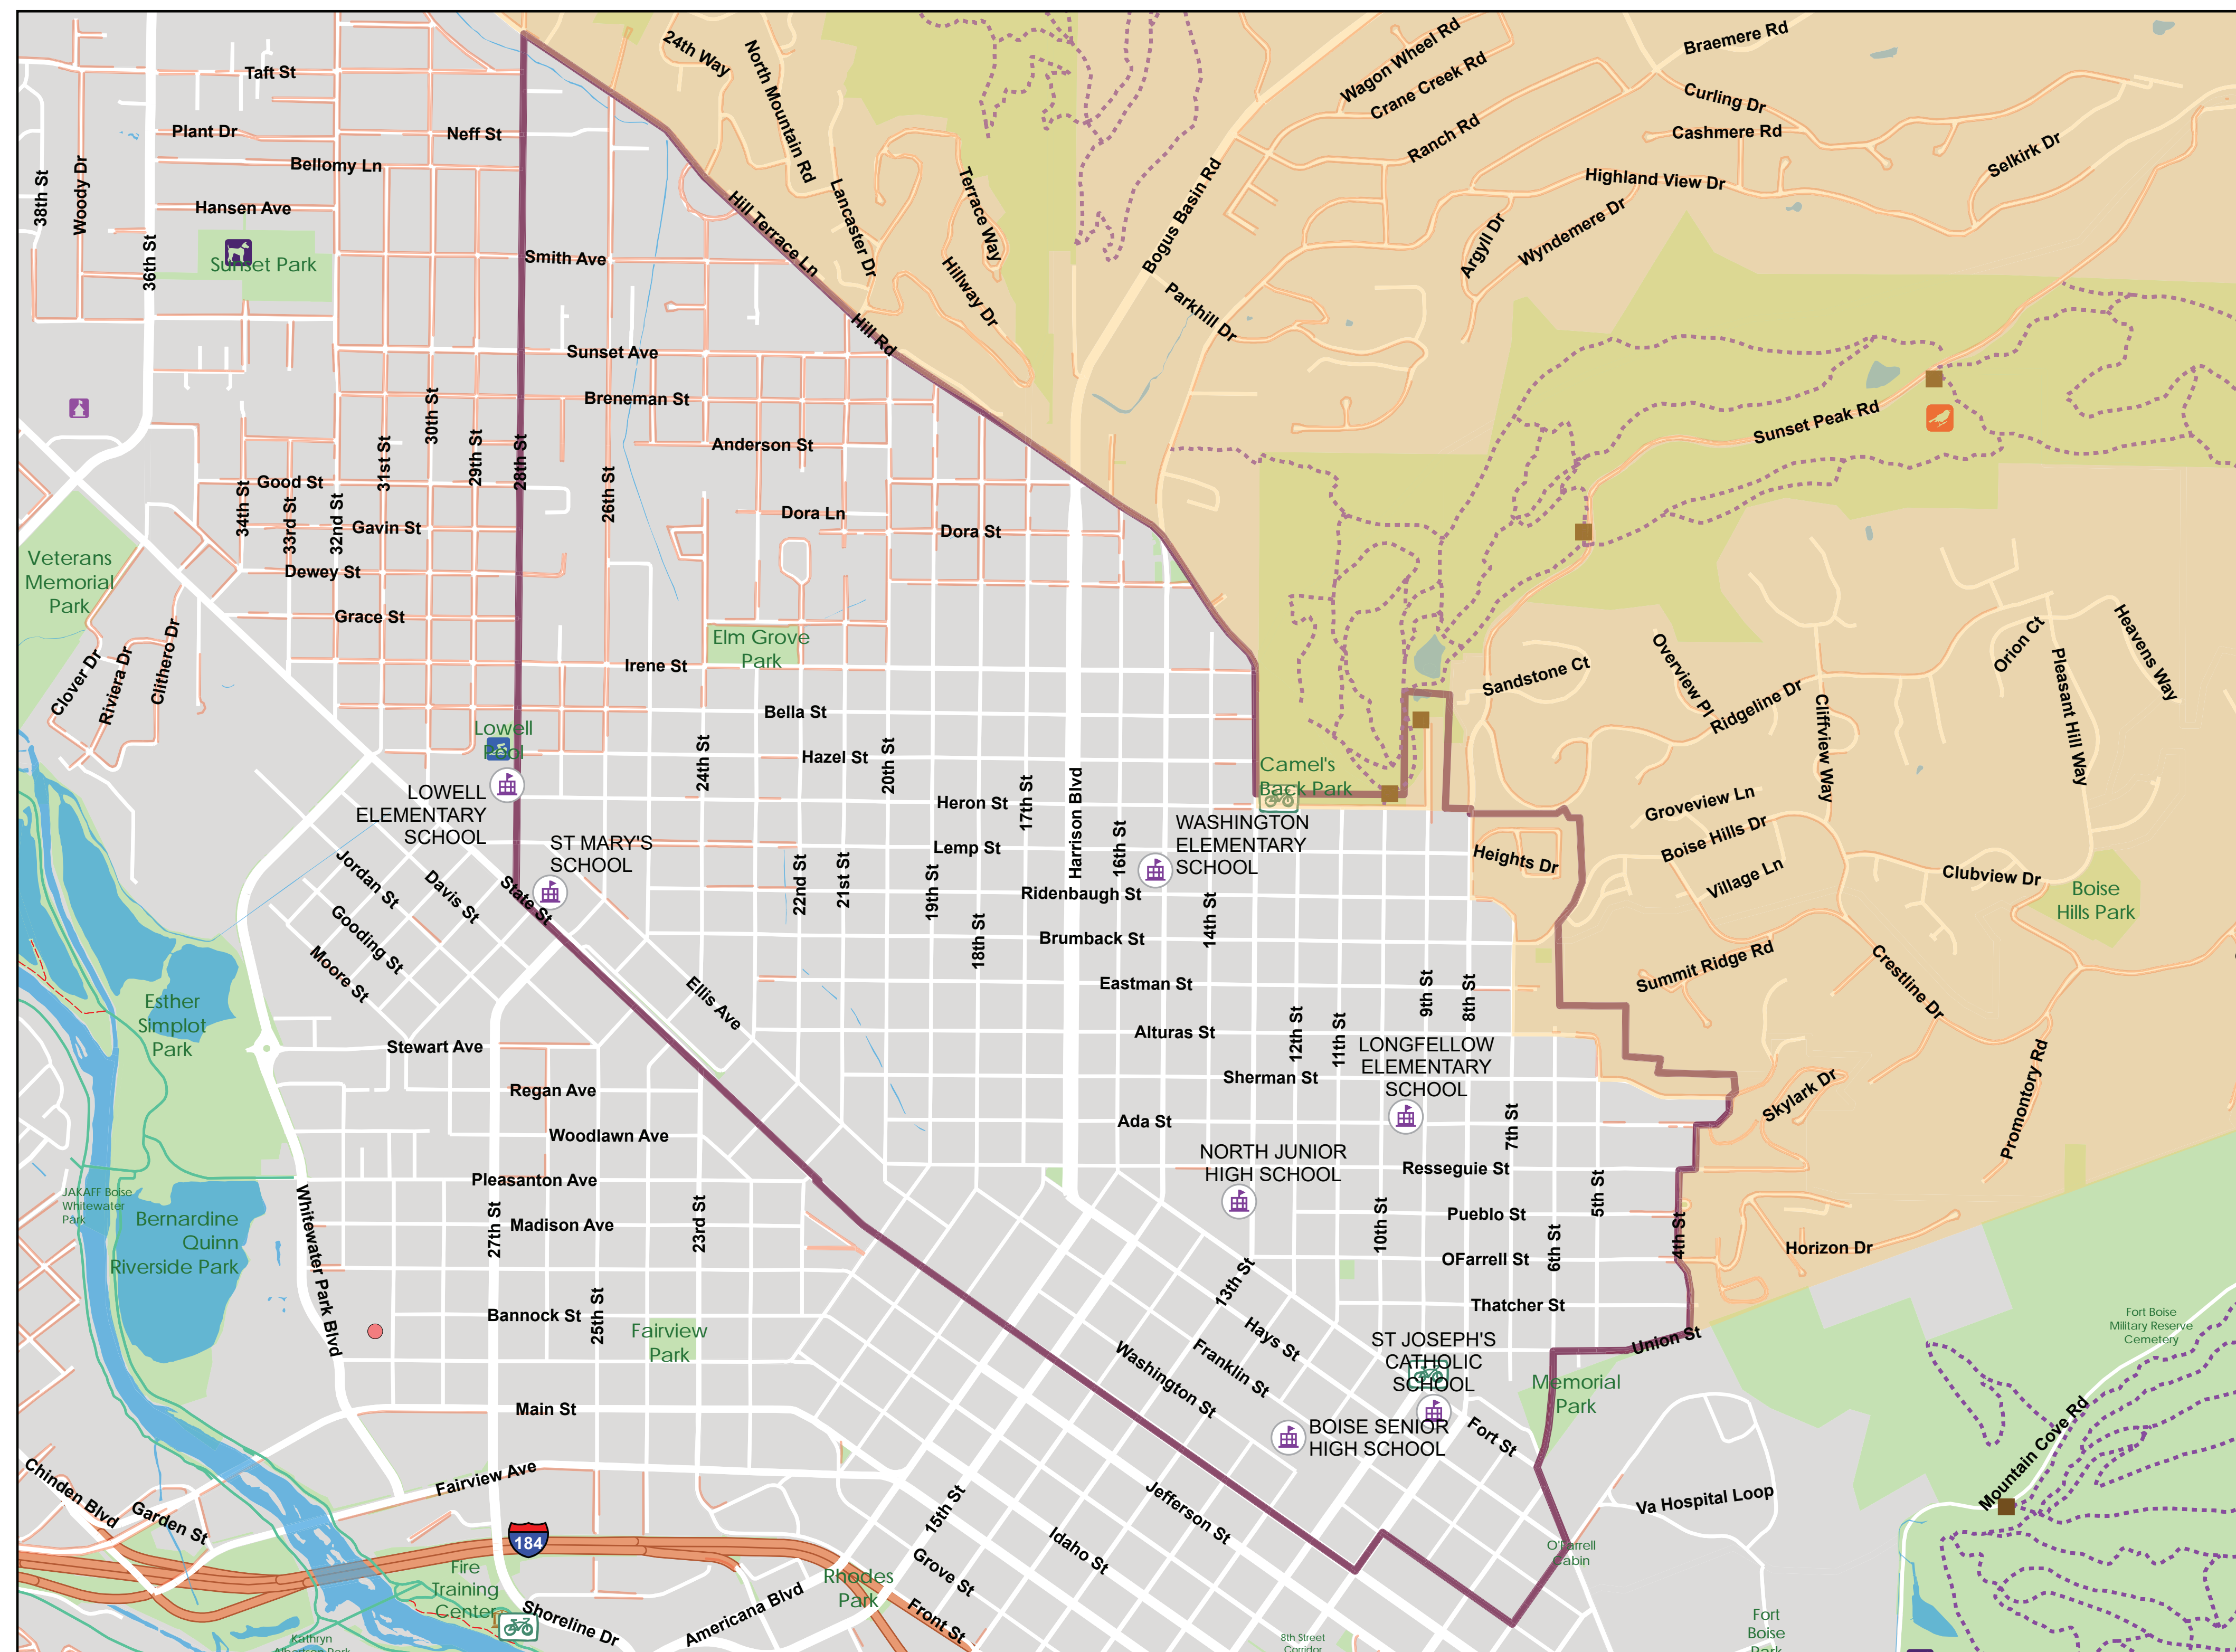 Taft St
24th Way
North Mountain Rd
Wagon Wheel Rd
Crane Creek Rd
Ranch Rd
Braemere Rd
Curling Dr
Cashmere Rd
Selkirk Dr
Highland View Dr
Wyndemere Dr
Argyll Dr
Plant Dr
Neff St
Bellomy Ln
38th St
Woody Dr
Hansen Ave
36th St
Sunset Park
Smith Ave
Hill Terrace Ln
Lancaster Dr
Terrace Way
Hillway Dr
Bogus Basin Rd
Parkhill Dr
Hill Rd
Sunset Ave
Breneman St
Anderson St
30th St
31st St
29th St
28th St
26th St
Sunset Peak Rd
Good St
34th St
33rd St
32nd St
Gavin St
Dora Ln
Dora St
Veterans
Memorial
Park
Dewey St
Grace St
Elm Grove
Park
Irene St
Clover Dr
Riviera Dr
Clitheron Dr
Sandstone Ct
Overview Pl
Ridgeline Dr
Cliffview Way
Orion Ct
Pleasant Hill Way
Heavens Way
Lowell
Pool
Bella St
24th St
Hazel St
20th St
Camel's
Back Park
LOWELL
ELEMENTARY
SCHOOL
Heron St
17th St
Harrison Blvd
16th St
WASHINGTON
ELEMENTARY
SCHOOL
Groveview Ln
Boise Hills Dr
Village Ln
Heights Dr
Clubview Dr
Boise
Hills Park
ST MARY'S
SCHOOL
Lemp St
Jordan St
Davis St
State St
22nd St
21st St
19th St
Ridenbaugh St
14th St
Gooding St
Moore St
18th St
Brumback St
Summit Ridge Rd
Crestline Dr
Eastman St
9th St
8th St
Esther
Simplot
Park
Ellis Ave
Alturas St
12th St
11th St
Stewart Ave
LONGFELLOW
ELEMENTARY
SCHOOL
Sherman St
Regan Ave
Skylark Dr
Promontory Rd
Woodlawn Ave
Ada St
7th St
NORTH JUNIOR
HIGH SCHOOL
Resseguie St
Pleasanton Ave
JAKAFF Boise
Whitewater
Park
Bernardine
Quinn
Riverside Park
Whitewater Park Blvd
27th St
Madison Ave
23rd St
10th St
Pueblo St
5th St
4th St
6th St
OFarrell St
Horizon Dr
13th St
Bannock St
25th St
Fairview
Park
Thatcher St
Hays St
Franklin St
Washington St
ST JOSEPH'S
CATHOLIC
SCHOOL
Union St
Memorial
Park
Fort Boise
Military Reserve
Cemetery
Main St
BOISE SENIOR
HIGH SCHOOL
Fort St
Mountain Cove Rd
Chinden Blvd
Garden St
Fairview Ave
15th St
Jefferson St
Va Hospital Loop
184
Idaho St
O'Farrell
Cabin
Fire
Training
Center
Rhodes
Park
Grove St
Front St
Shoreline Dr
Americana Blvd
Kathryn
Albertson Park
8th Street
Corridor
Fort
Boise
Park